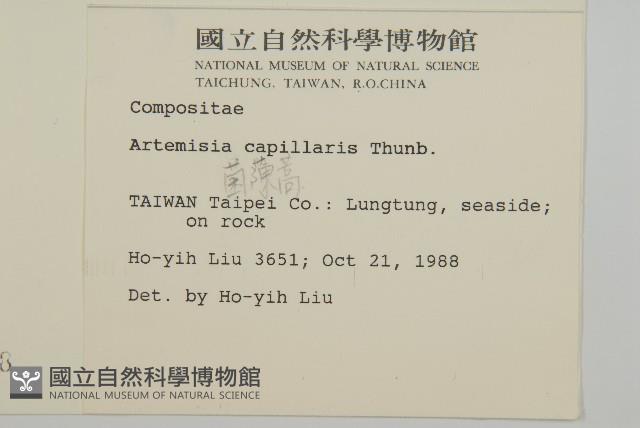 國立自然科學博物館
NATIONAL MUSEUM OF NATURAL SCIENCE
TAICHUNG, TAIWAN, R.O.CHINA
Compositae
Artemisia capillaris Thunb.
茵蔯蒿
TAIWAN Taipei Co.: Lungtung, seaside;
on rock
Ho-yih Liu 3651; Oct 21, 1988
Det. by Ho-yih Liu
8
國立自然科學博物館
NATIONAL MUSEUM OF NATURAL SCIENCE